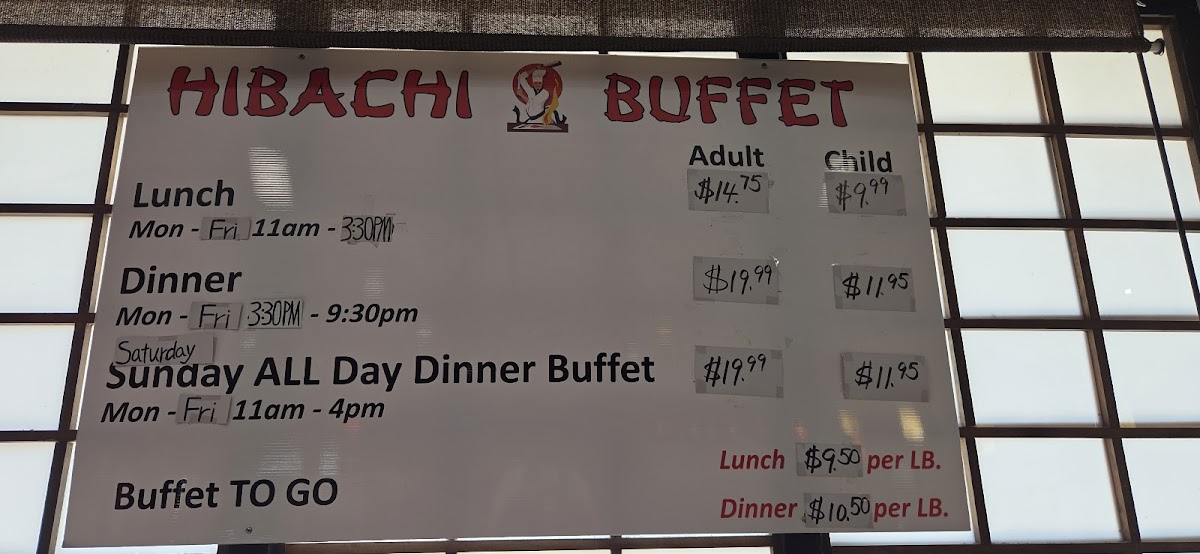 HIBACHI BUFFET
Adult Child
Lunch $14.75 $9.99
Mon - Fri 11am - 3:30PM
Dinner $19.99 $11.95
Mon - Fri 3:30PM - 9:30pm
Saturday
Sunday ALL Day Dinner Buffet $19.99 $11.95
Mon - Fri 11am - 4pm
Lunch $9.50 per LB.
Buffet TO GO
Dinner $10.50 per LB.